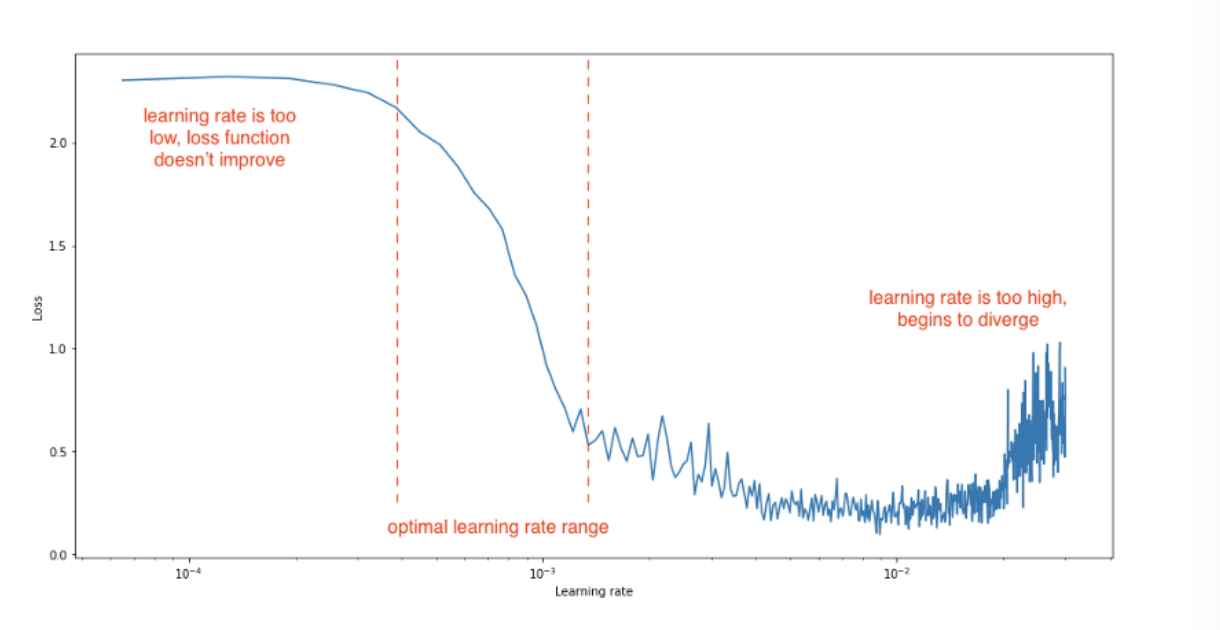 learning rate is too
low, loss function
doesn't improve
2.0
1.5
learning rate is too high,
begins to diverge
Loss
1.0
0.5
optimal learning rate range
0.0
10⁻⁴
10⁻³
10⁻²
Learning rate